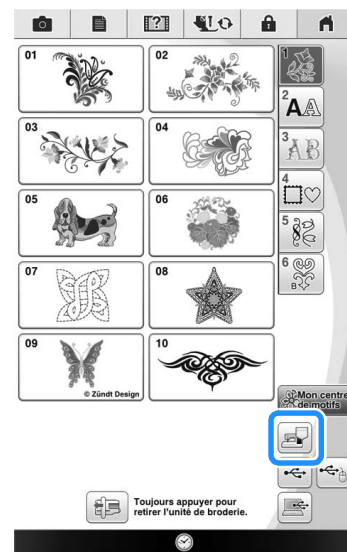 01
02
1
2
AAA
03
04
3
AB
4
05
06
5
6
B
07
08
09
10
© Zündt Design
Mon centre
de motifs
Toujours appuyer pour
retirer l'unité de broderie.